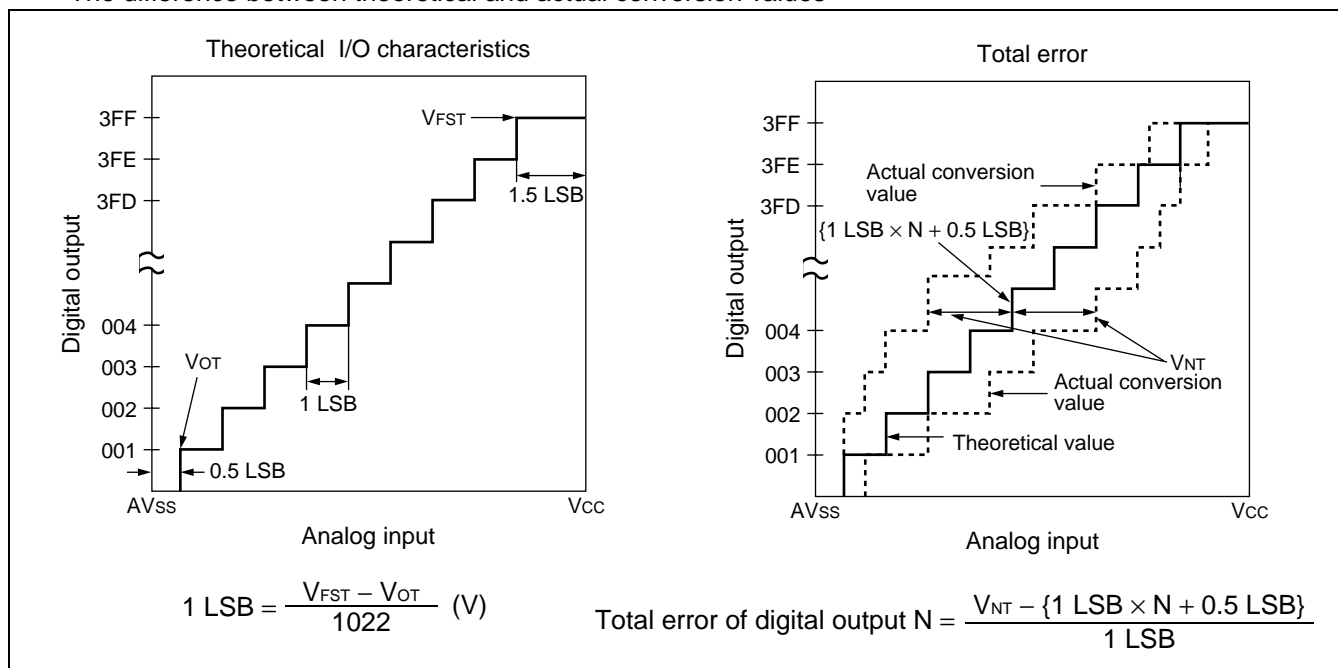 The difference between theoretical and actual conversion values
Theoretical I/O characteristics
3FF
3FE
3FD
004
003
002
001
Digital output
VFST
1.5 LSB
VOT
1 LSB
0.5 LSB
AVSS
VCC
Analog input
1 LSB = VFST − VOT / 1022 (V)
Total error
3FF
3FE
3FD
004
003
002
001
Digital output
Actual conversion
value
{1 LSB × N + 0.5 LSB}
VNT
Actual conversion
value
Theoretical value
AVSS
VCC
Analog input
Total error of digital output N = VNT − {1 LSB × N + 0.5 LSB} / 1 LSB